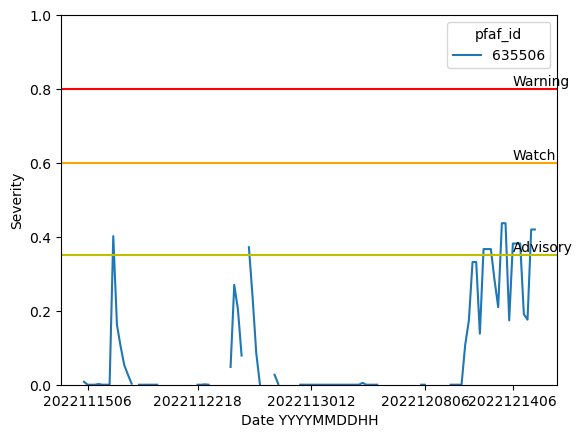 1.0
pfaf_id
635506
0.8
Warning
0.6
Watch
Severity
0.4
Advisory
0.2
0.0
2022111506
2022112218
2022113012
2022120806
2022121406
Date YYYYMMDDHH